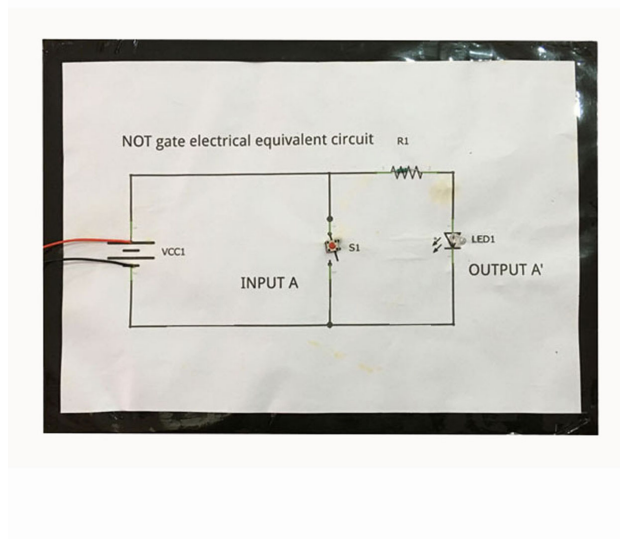 NOT gate electrical equivalent circuit R1
VCC1
S1
LED1
INPUT A
OUTPUT A'